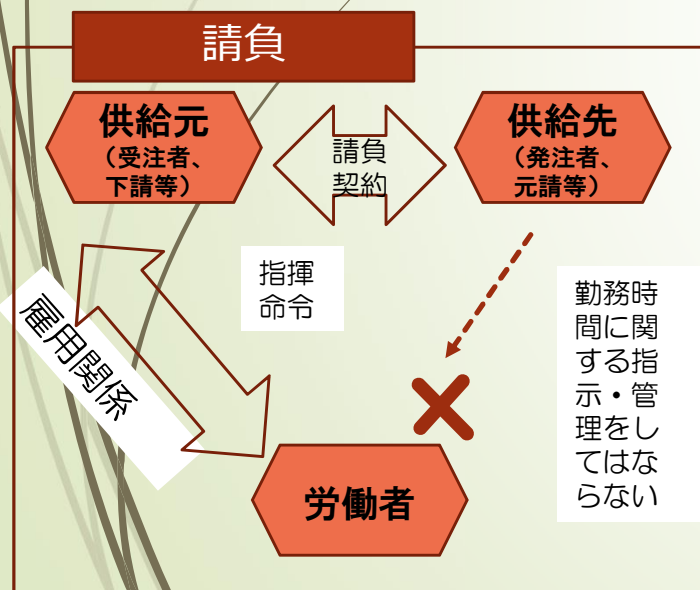 請負
供給元
（受注者、
下請等）
請負
契約
供給先
（発注者、
元請等）
指揮
命令
雇用関係
勤務時
間に関
する指
示・管
理をし
てはな
らない
労働者